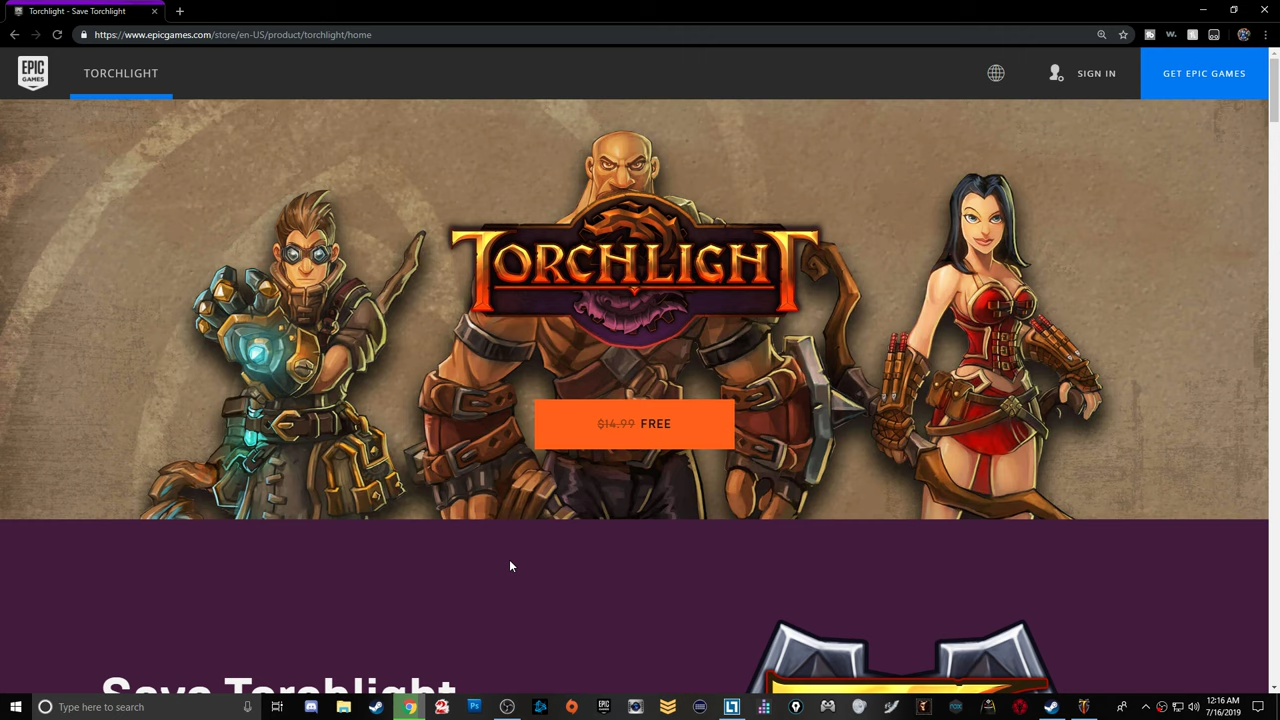 Torchlight - Save Torchlight
https://www.epicgames.com/store/en-US/product/torchlight/home
EPIC
GAMES
TORCHLIGHT
SIGN IN
GET EPIC GAMES
TORCHLIGHT
$14.99 FREE
Save Torchlight
Type here to search
12:16 AM
7/16/2019